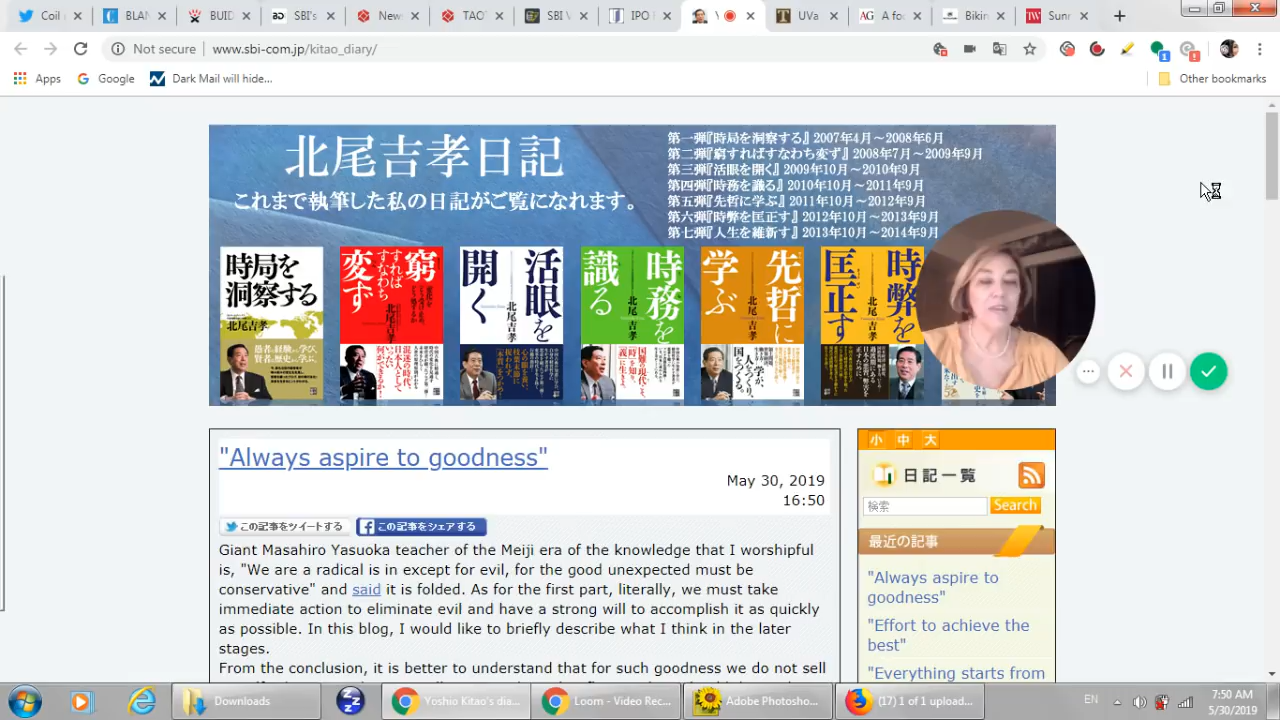 Coil
BLAN
BUID
SBI's
News
TAOT
SBI
IPO
UVa
A foc
Bikin
Sunr
Not secure
www.sbi-com.jp/kitao_diary/
Apps
Google
Dark Mail will hide...
Other bookmarks
北尾吉孝日記
これまで執筆した私の日記がご覧になれます。
第一弾『時局を洞察する』2007年4月～2008年6月
第二弾『窮すればすなわち変ず』2008年7月～2009年9月
第三弾『活眼を開く』2009年10月～2010年9月
第四弾『時務を識る』2010年10月～2011年9月
第五弾『先哲に学ぶ』2011年10月～2012年9月
第六弾『時弊を匡正す』2012年10月～2013年9月
第七弾『人生を維新す』2013年10月～2014年9月
時局を
洞察する
北尾吉孝
愚者は経験から学び、
賢者は歴史から学ぶ。
窮
すれば
すなわち
変ず
活眼を
開く
北尾吉孝
時務を
識る
北尾吉孝
先哲に
学ぶ
北尾吉孝
時弊を
匡正す
北尾吉孝
"Always aspire to goodness"
May 30, 2019
16:50
この記事をツイートする
この記事をシェアする
Giant Masahiro Yasuoka teacher of the Meiji era of the knowledge that I worshipful
is, "We are a radical is in except for evil, for the good unexpected must be
conservative" and said it is folded. As for the first part, literally, we must take
immediate action to eliminate evil and have a strong will to accomplish it as quickly
as possible. In this blog, I would like to briefly describe what I think in the later
stages.
From the conclusion, it is better to understand that for such goodness we do not sell
小 中 大
日記一覧
検索
Search
最近の記事
"Always aspire to
goodness"
"Effort to achieve the
best"
"Everything starts from
Downloads
Yoshio Kitao's dia...
Loom - Video Rec...
Adobe Photosho...
(17) 1 of 1 upload...
EN
7:50 AM
5/30/2019